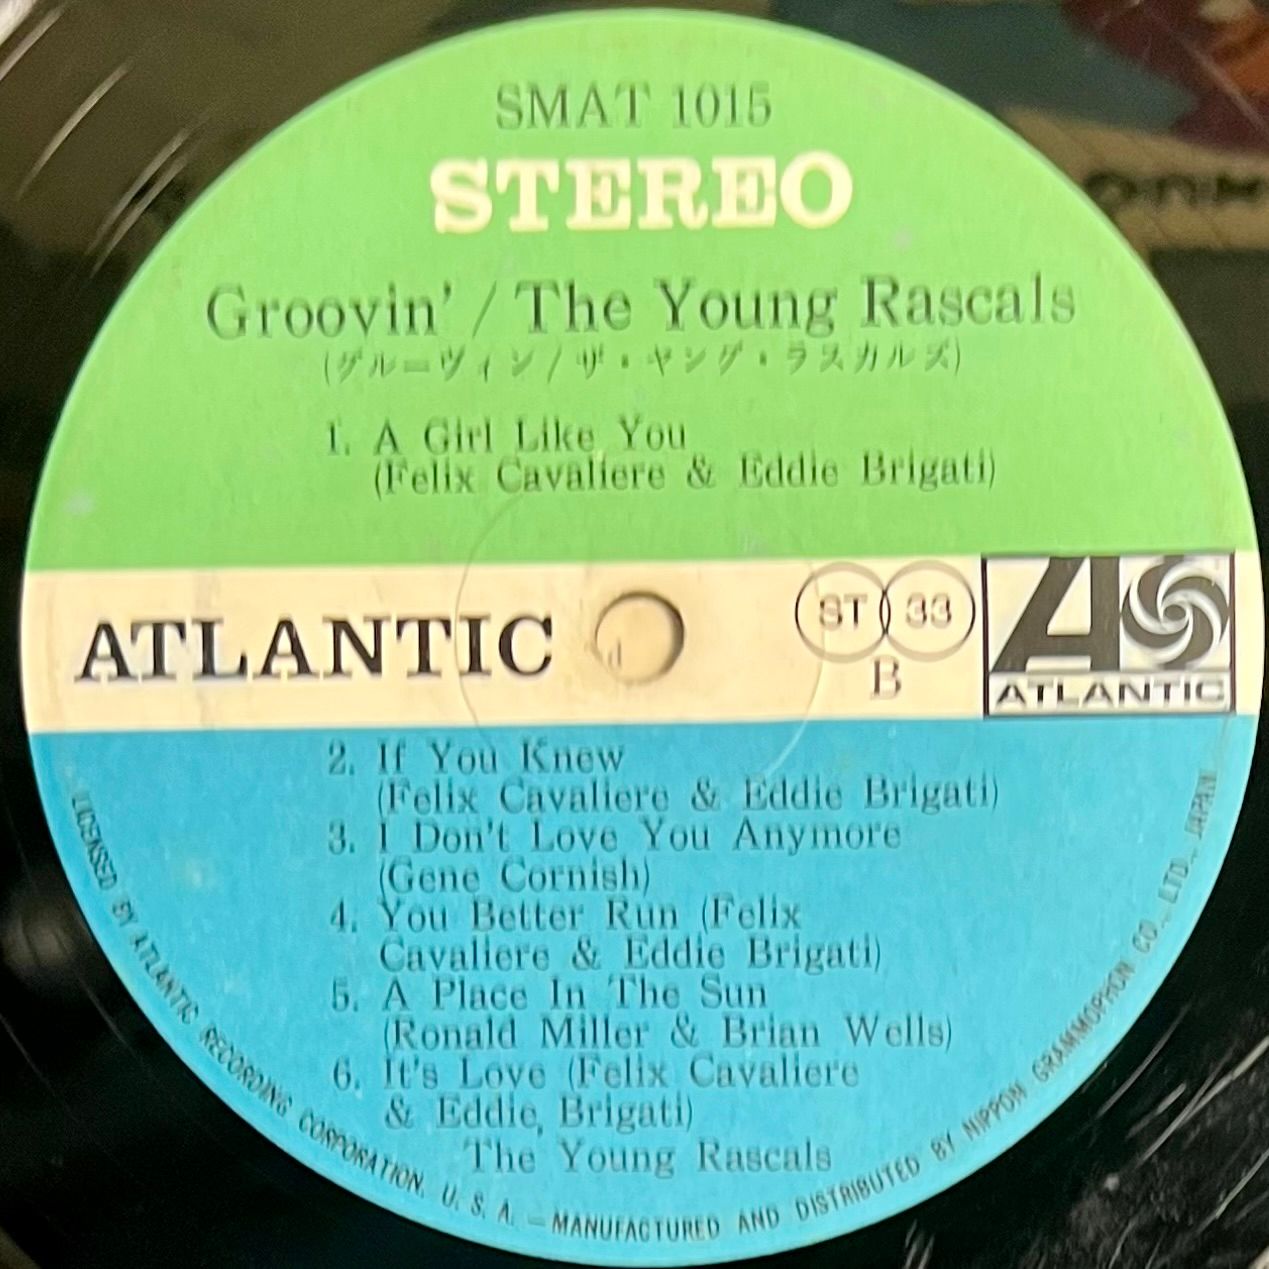 SMAT 1015
STEREO
Groovin' / The Young Rascals
(グルーヴィン/ザ・ヤング・ラスカルズ)
1. A Girl Like You
(Felix Cavaliere & Eddie Brigati)
ATLANTIC
ST 33
B
ATLANTIC
2. If You Knew
(Felix Cavaliere & Eddie Brigati)
3. I Don't Love You Anymore
(Gene Cornish)
4. You Better Run (Felix
Cavaliere & Eddie Brigati)
5. A Place In The Sun
(Ronald Miller & Brian Wells)
6. It's Love (Felix Cavaliere
& Eddie Brigati)
The Young Rascals
LICENSED BY ATLANTIC RECORDING CORPORATION, U. S. A. — MANUFACTURED AND DISTRIBUTED BY NIPPON GRAMMOPHON CO., LTD., JAPAN